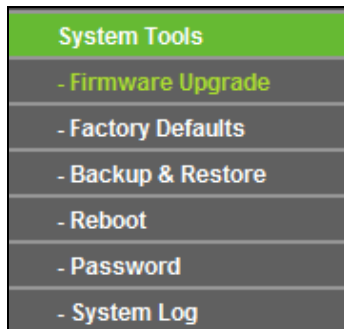 System Tools
- Firmware Upgrade
- Factory Defaults
- Backup & Restore
- Reboot
- Password
- System Log